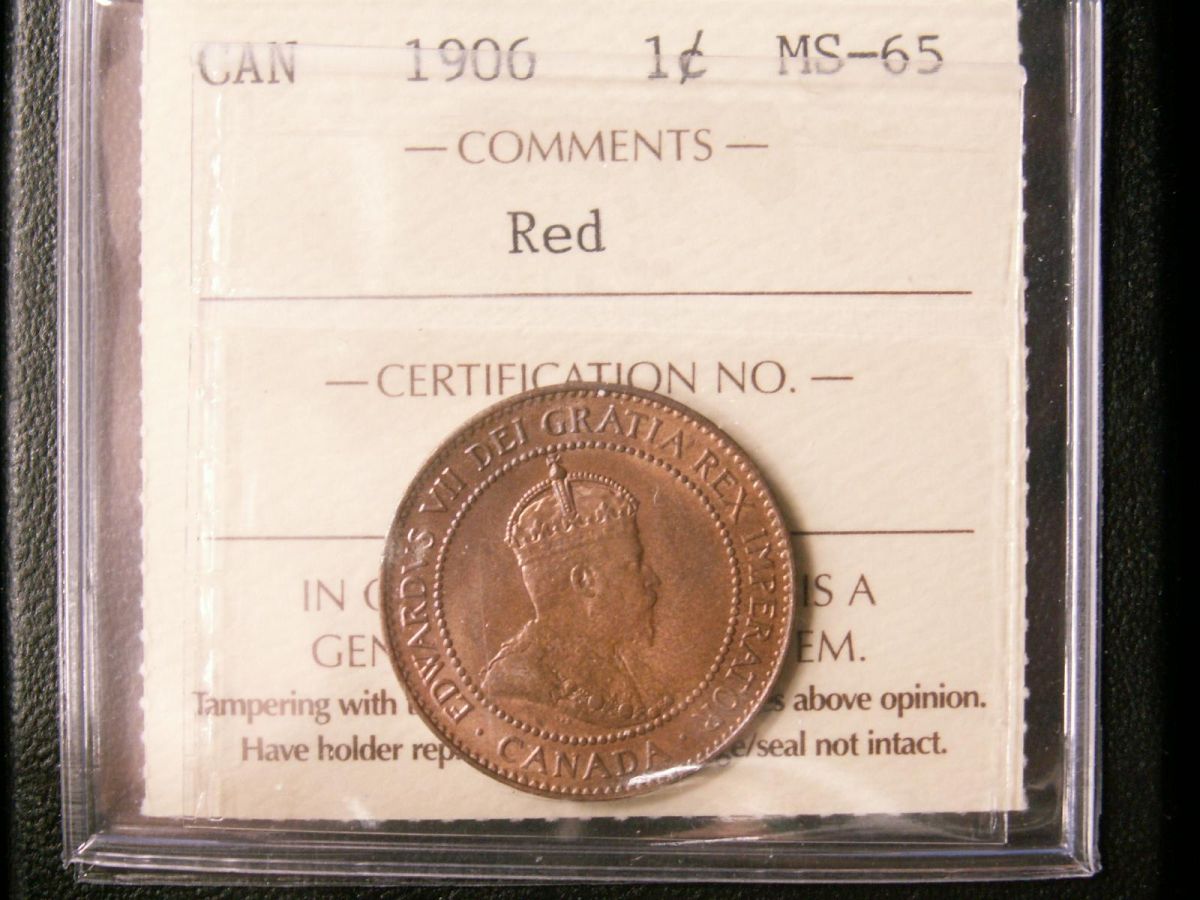 CAN 1906 1¢ MS-65
— COMMENTS —
Red
— CERTIFICATION NO. —
IN IS A
GEN EM.
Tampering with above opinion.
Have holder rep e/seal not intact.
EDWARDVS VII DEI GRATIA REX IMPERATOR
· CANADA ·